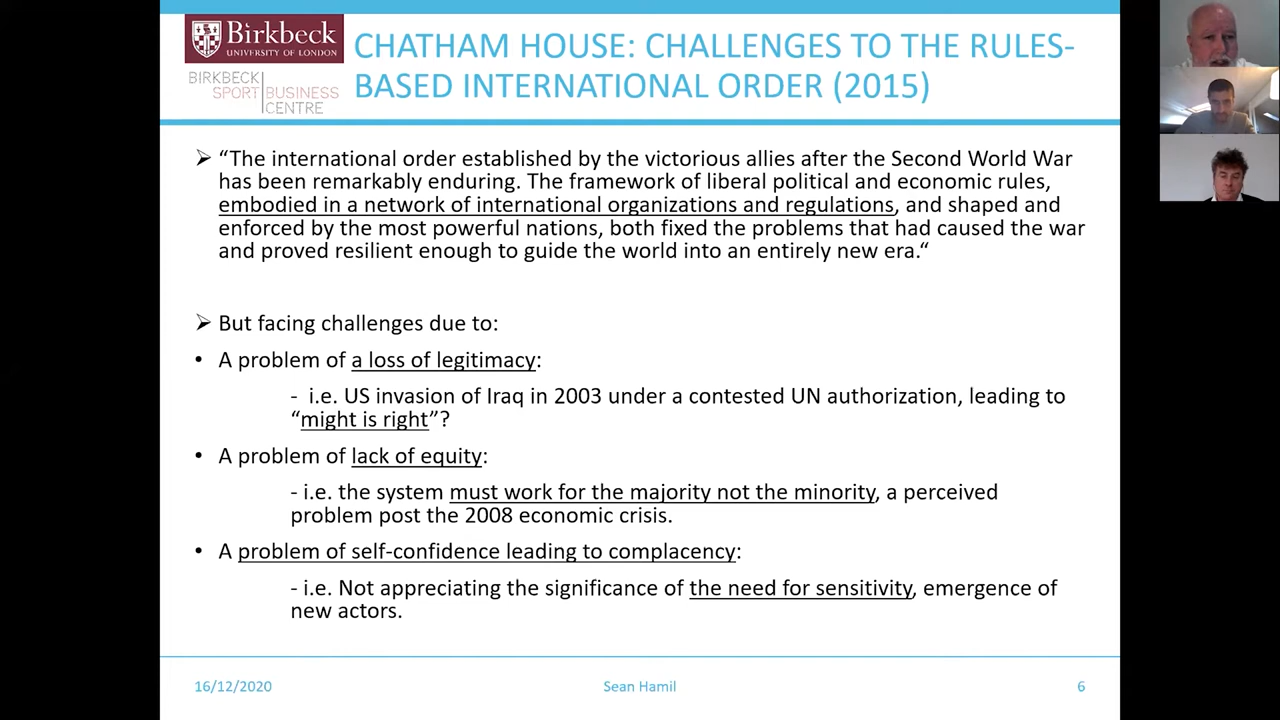 Birkbeck
UNIVERSITY OF LONDON
BIRKBECK
SPORT BUSINESS
CENTRE
CHATHAM HOUSE: CHALLENGES TO THE RULES-
BASED INTERNATIONAL ORDER (2015)
➢ “The international order established by the victorious allies after the Second World War
has been remarkably enduring. The framework of liberal political and economic rules,
embodied in a network of international organizations and regulations, and shaped and
enforced by the most powerful nations, both fixed the problems that had caused the war
and proved resilient enough to guide the world into an entirely new era.“
➢ But facing challenges due to:
• A problem of a loss of legitimacy:
- i.e. US invasion of Iraq in 2003 under a contested UN authorization, leading to
“might is right”?
• A problem of lack of equity:
- i.e. the system must work for the majority not the minority, a perceived
problem post the 2008 economic crisis.
• A problem of self-confidence leading to complacency:
- i.e. Not appreciating the significance of the need for sensitivity, emergence of
new actors.
16/12/2020
Sean Hamil
6